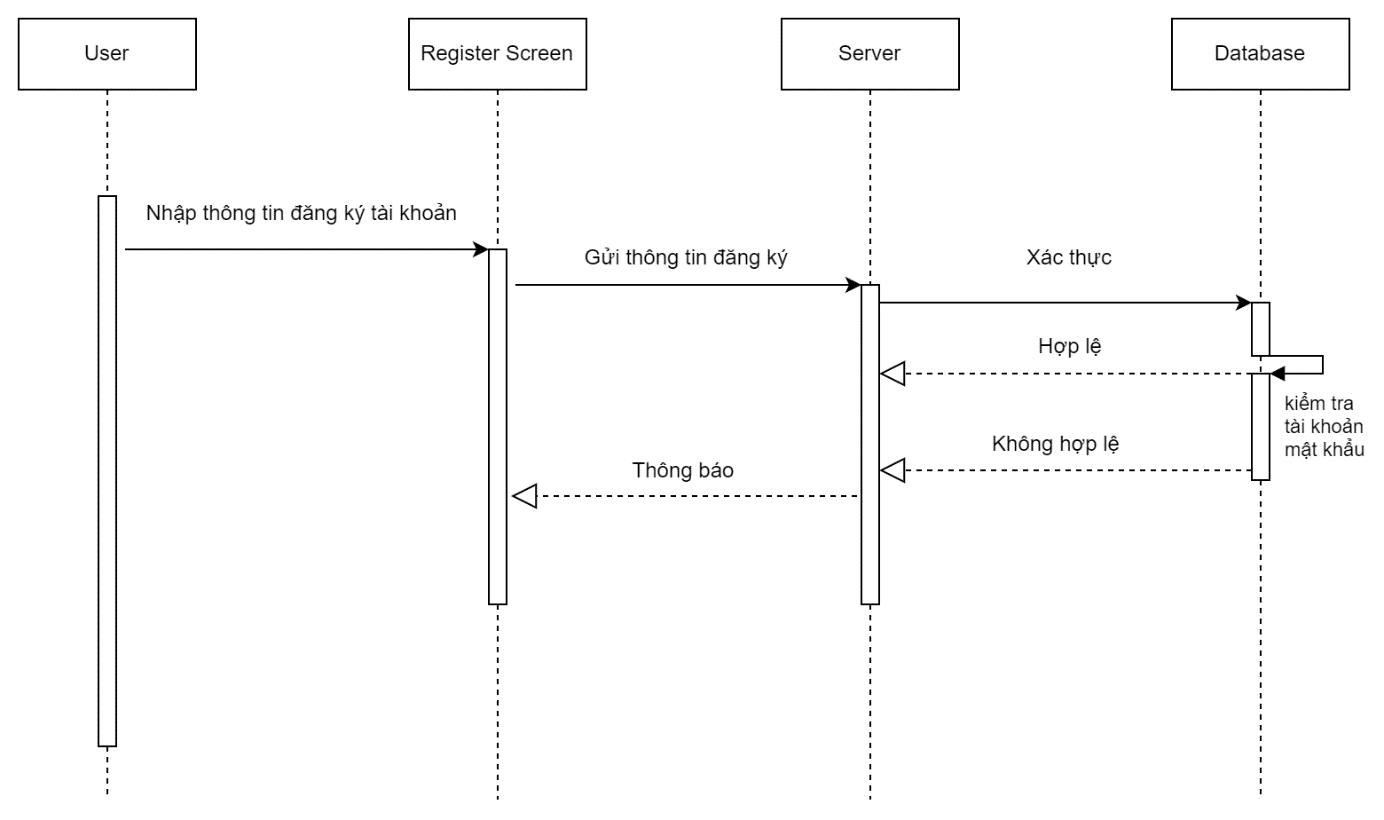 User
Register Screen
Server
Database
Nhập thông tin đăng ký tài khoản
Gửi thông tin đăng ký
Xác thực
Hợp lệ
kiểm tra
tài khoản
mật khẩu
Không hợp lệ
Thông báo